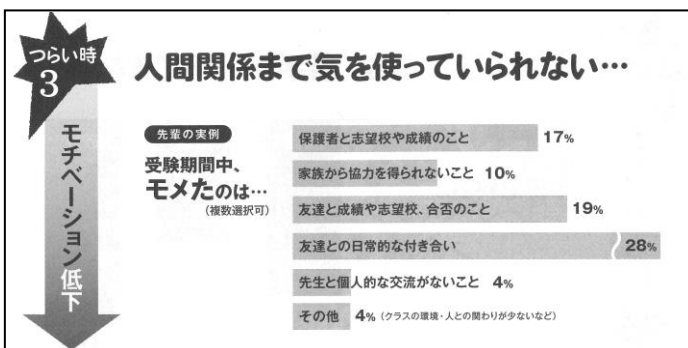 つらい時
3
モチベーション低下
人間関係まで気を使っていられない…
先輩の実例
受験期間中、
モメたのは…
（複数選択可）
保護者と志望校や成績のこと 17%
家族から協力を得られないこと 10%
友達と成績や志望校、合否のこと 19%
友達との日常的な付き合い 28%
先生と個人的な交流がないこと 4%
その他 4%（クラスの環境・人との関わりが少ないなど）